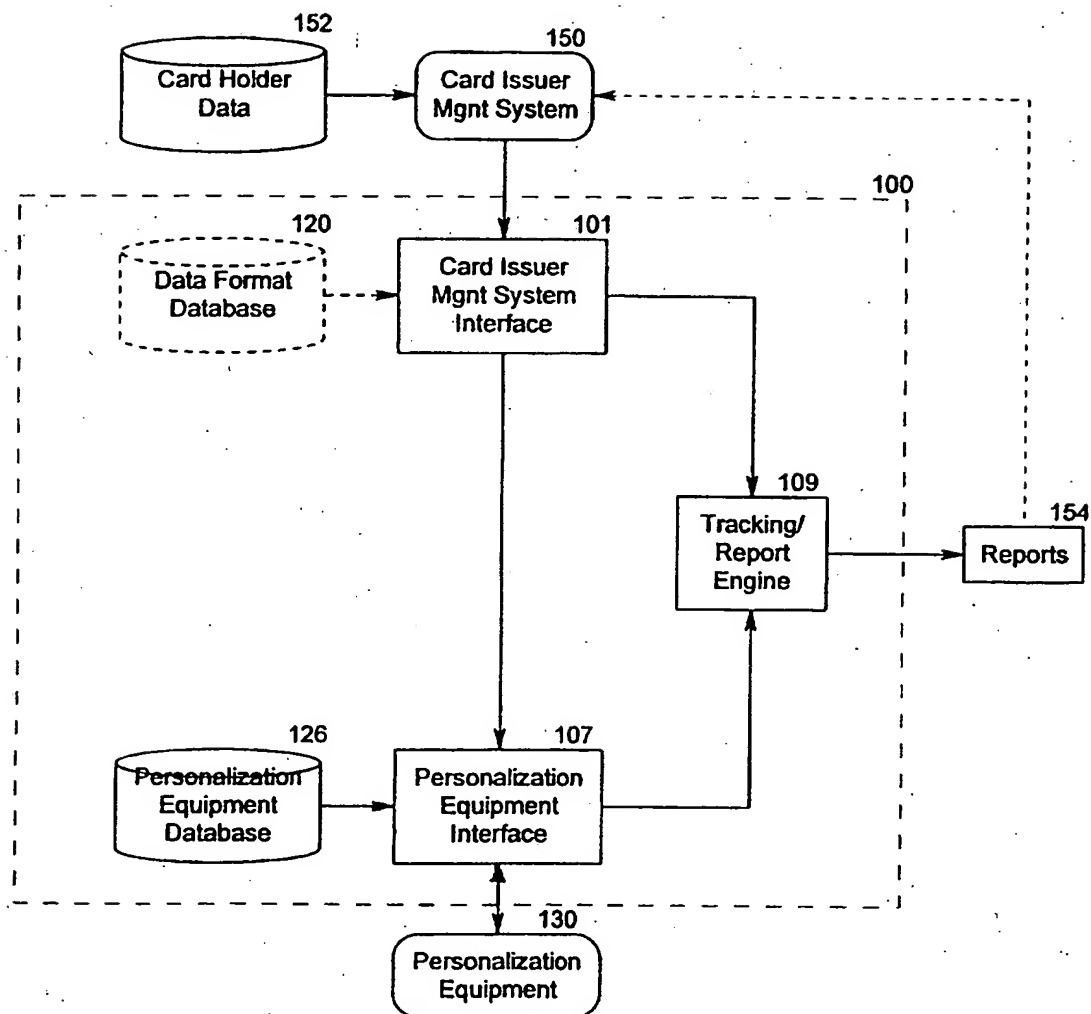 152
Card Holder
Data
150
Card Issuer
Mgnt System
100
120
Data Format
Database
101
Card Issuer
Mgnt System
Interface
109
Tracking/
Report
Engine
154
Reports
126
Personalization
Equipment
Database
107
Personalization
Equipment
Interface
130
Personalization
Equipment